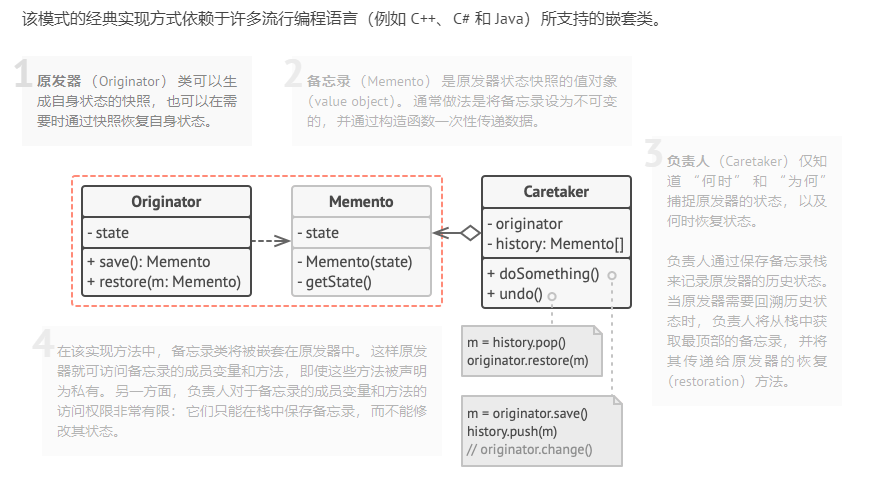 该模式的经典实现方式依赖于许多流行编程语言（例如 C++、 C# 和 Java）所支持的嵌套类。
1
原发器 （Originator） 类可以生
成自身状态的快照， 也可以在需
要时通过快照恢复自身状态。
2
备忘录 （Memento） 是原发器状态快照的值对象
（value object）。 通常做法是将备忘录设为不可变
的， 并通过构造函数一次性传递数据。
3
负责人 （Caretaker） 仅知
道 “何时” 和 “为何”
捕捉原发器的状态， 以及
何时恢复状态。
负责人通过保存备忘录栈
来记录原发器的历史状态。
当原发器需要回溯历史状
态时， 负责人将从栈中获
取最顶部的备忘录， 并将
其传递给原发器的恢复
（restoration） 方法。
Originator
- state
+ save(): Memento
+ restore(m: Memento)
Memento
- state
- Memento(state)
- getState()
Caretaker
- originator
- history: Memento[]
+ doSomething()
+ undo()
m = history.pop()
originator.restore(m)
m = originator.save()
history.push(m)
// originator.change()
4
在该实现方法中， 备忘录类将被嵌套在原发器中。 这样原发
器就可访问备忘录的成员变量和方法， 即使这些方法被声明
为私有。 另一方面， 负责人对于备忘录的成员变量和方法的
访问权限非常有限： 它们只能在栈中保存备忘录， 而不能修
改其状态。